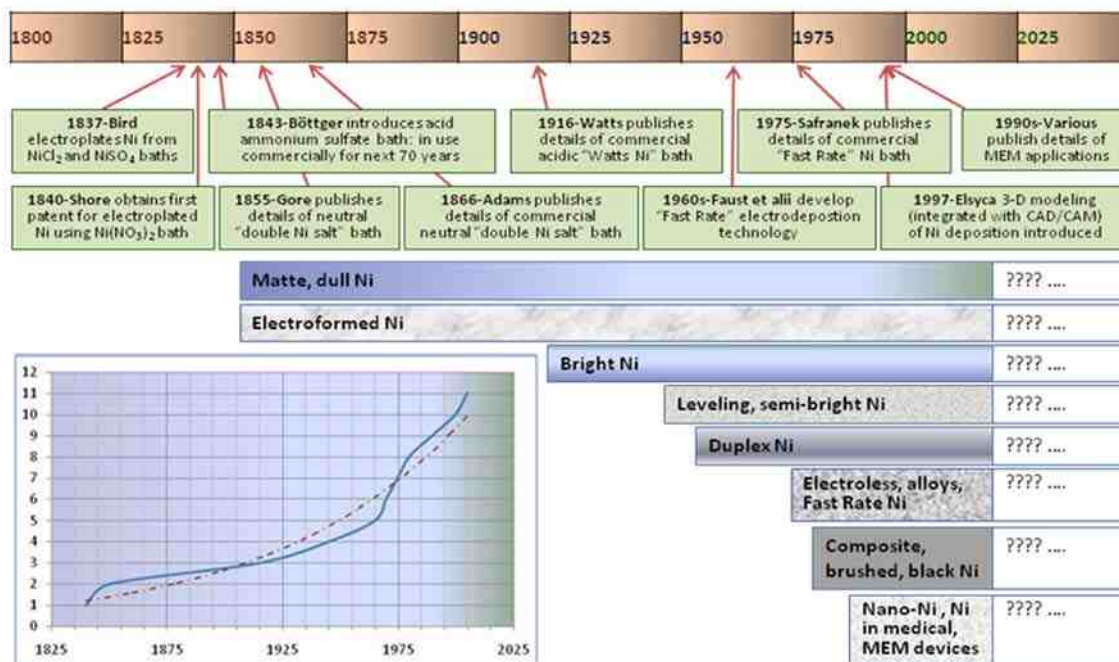 1800 1825 1850 1875 1900 1925 1950 1975 2000 2025
1837-Bird
electroplates Ni from
NiCl₂ and NiSO₄ baths
1843-Böttger introduces acid
ammonium sulfate bath: in use
commercially for next 70 years
1916-Watts publishes
details of commercial
acidic "Watts Ni" bath
1975-Safranek publishes
details of commercial
"Fast Rate" Ni bath
1990s-Various
publish details of
MEM applications
1840-Shore obtains first
patent for electroplated
Ni using Ni(NO₃)₂ bath
1855-Gore publishes
details of neutral
"double Ni salt" bath
1866-Adams publishes
details of commercial
neutral "double Ni salt" bath
1960s-Faust et alii develop
"Fast Rate" electrodepostion
technology
1997-Elsyca 3-D modeling
(integrated with CAD/CAM)
of Ni deposition introduced
Matte, dull Ni ???? ....
Electroformed Ni ???? ....
Bright Ni ???? ....
Leveling, semi-bright Ni ???? ....
Duplex Ni ???? ....
Electroless, alloys,
Fast Rate Ni
???? ....
Composite,
brushed, black Ni
???? ....
Nano-Ni , Ni
in medical,
MEM devices
???? ....
12
11
10
9
8
7
6
5
4
3
2
1
0
1825 1875 1925 1975 2025